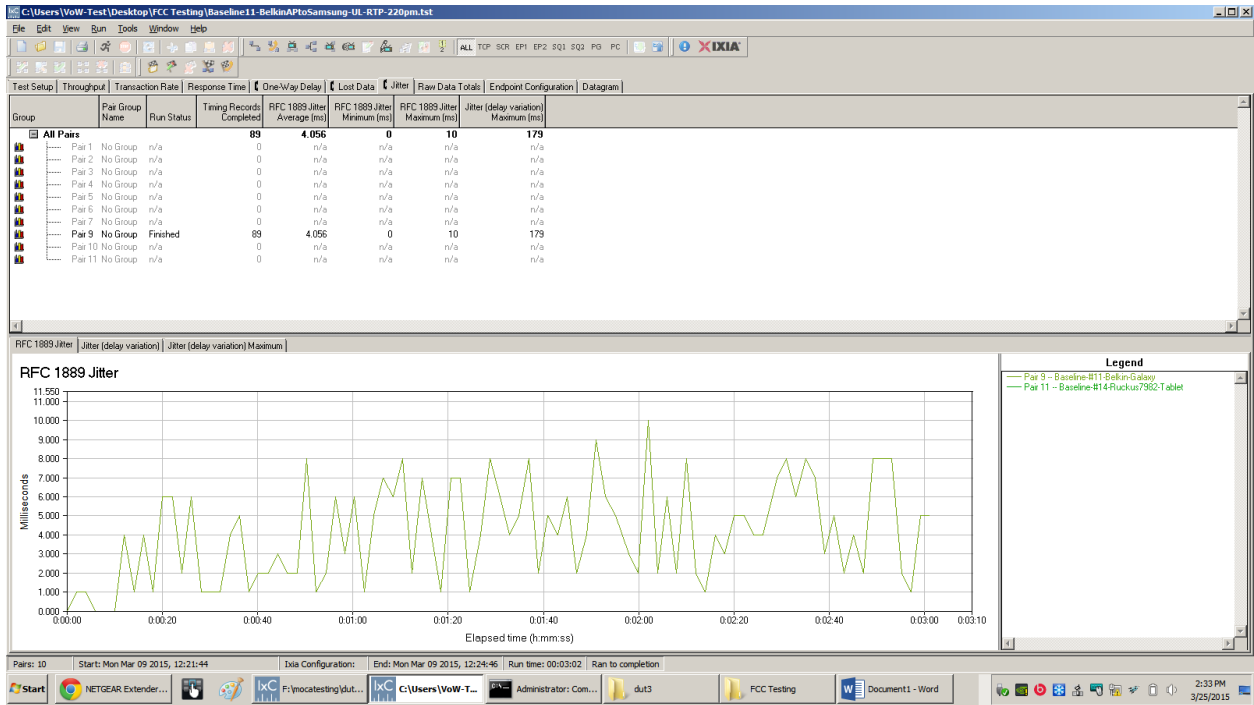 C:\Users\VoW-Test\Desktop\FCC Testing\Baseline11-BelkinAPtoSamsung-UL-RTP-220pm.tst
File Edit View Run Tools Window Help
ALL TCP SCR EP1 EP2 SQ1 SQ2 PG PC XIXIA
Test Setup Throughput Transaction Rate Response Time One-Way Delay Lost Data Jitter Raw Data Totals Endpoint Configuration Datagram
Group Pair Group Name Run Status Timing Records Completed RFC 1889 Jitter Average (ms) RFC 1889 Jitter Minimum (ms) RFC 1889 Jitter Maximum (ms) Jitter (delay variation) Maximum (ms)
All Pairs 89 4.056 0 10 179
Pair 1 No Group n/a 0 n/a n/a n/a n/a
Pair 2 No Group n/a 0 n/a n/a n/a n/a
Pair 3 No Group n/a 0 n/a n/a n/a n/a
Pair 4 No Group n/a 0 n/a n/a n/a n/a
Pair 5 No Group n/a 0 n/a n/a n/a n/a
Pair 6 No Group n/a 0 n/a n/a n/a n/a
Pair 7 No Group n/a 0 n/a n/a n/a n/a
Pair 9 No Group Finished 89 4.056 0 10 179
Pair 10 No Group n/a 0 n/a n/a n/a n/a
Pair 11 No Group n/a 0 n/a n/a n/a n/a
RFC 1889 Jitter Jitter (delay variation) Jitter (delay variation) Maximum
RFC 1889 Jitter
11.550
11.000
10.000
9.000
8.000
7.000
6.000
5.000
4.000
3.000
2.000
1.000
0.000
Milliseconds
0:00:00 0:00:20 0:00:40 0:01:00 0:01:20 0:01:40 0:02:00 0:02:20 0:02:40 0:03:00 0:03:10
Elapsed time (h:mm:ss)
Legend
Pair 9 -- Baseline-#11-Belkin-Galaxy
Pair 11 -- Baseline-#14-Ruckus7982-Tablet
Pairs: 10 Start: Mon Mar 09 2015, 12:21:44 Ixia Configuration: End: Mon Mar 09 2015, 12:24:46 Run time: 00:03:02 Ran to completion
Start NETGEAR Extender... F:\mocatesting\dut... C:\Users\VoW-T... Administrator: Com... dut3 FCC Testing Document1 - Word
2:33 PM
3/25/2015